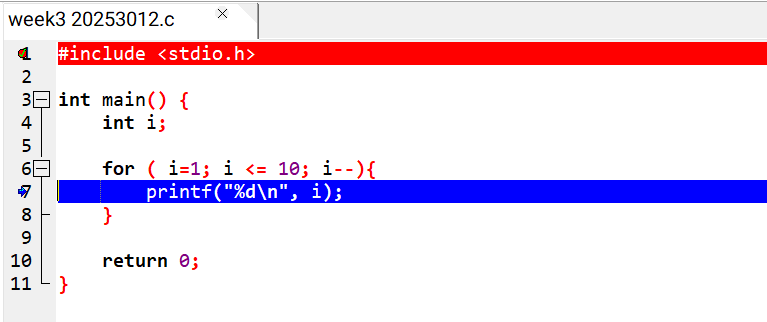 week3 20253012.c ×
1 #include <stdio.h>
2
3 int main() {
4     int i;
5
6     for ( i=1; i <= 10; i--){
7         printf("%d\n", i);
8     }
9
10     return 0;
11 }